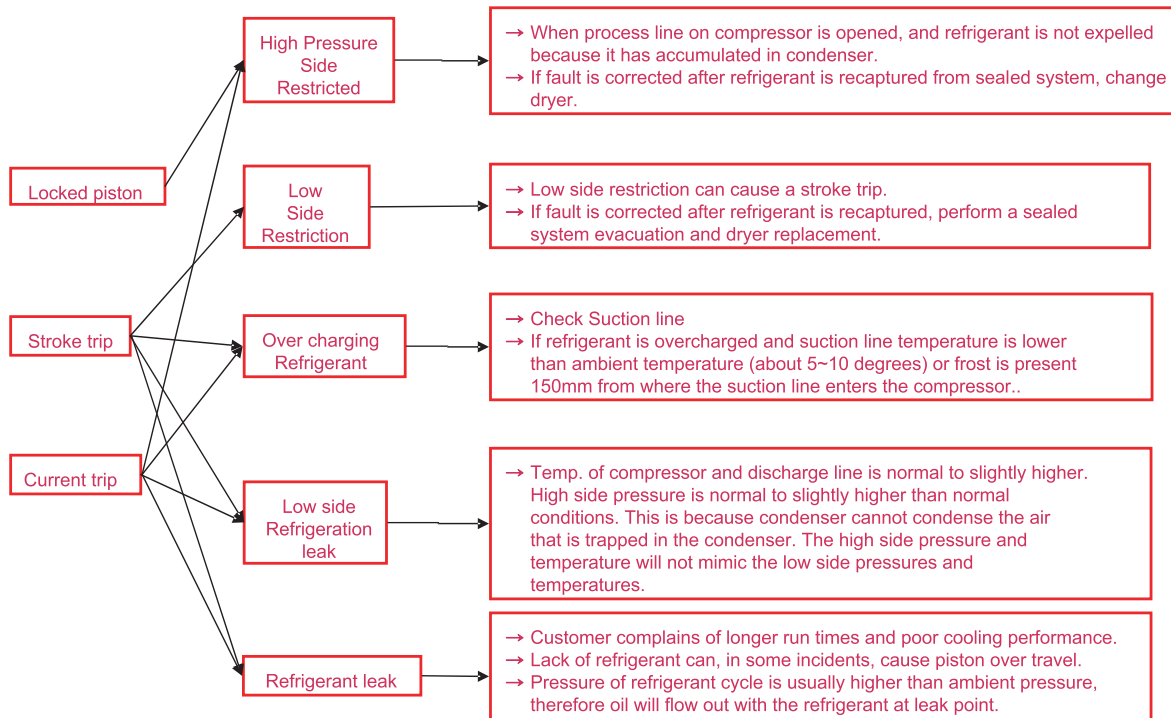 High Pressure
Side
Restricted
→ When process line on compressor is opened, and refrigerant is not expelled
because it has accumulated in condenser.
→ If fault is corrected after refrigerant is recaptured from sealed system, change
dryer.
Locked piston
Low
Side
Restriction
→ Low side restriction can cause a stroke trip.
→ If fault is corrected after refrigerant is recaptured, perform a sealed
system evacuation and dryer replacement.
Stroke trip
Over charging
Refrigerant
→ Check Suction line
→ If refrigerant is overcharged and suction line temperature is lower
than ambient temperature (about 5~10 degrees) or frost is present
150mm from where the suction line enters the compressor..
Current trip
Low side
Refrigeration
leak
→ Temp. of compressor and discharge line is normal to slightly higher.
High side pressure is normal to slightly higher than normal
conditions. This is because condenser cannot condense the air
that is trapped in the condenser. The high side pressure and
temperature will not mimic the low side pressures and
temperatures.
Refrigerant leak
→ Customer complains of longer run times and poor cooling performance.
→ Lack of refrigerant can, in some incidents, cause piston over travel.
→ Pressure of refrigerant cycle is usually higher than ambient pressure,
therefore oil will flow out with the refrigerant at leak point.